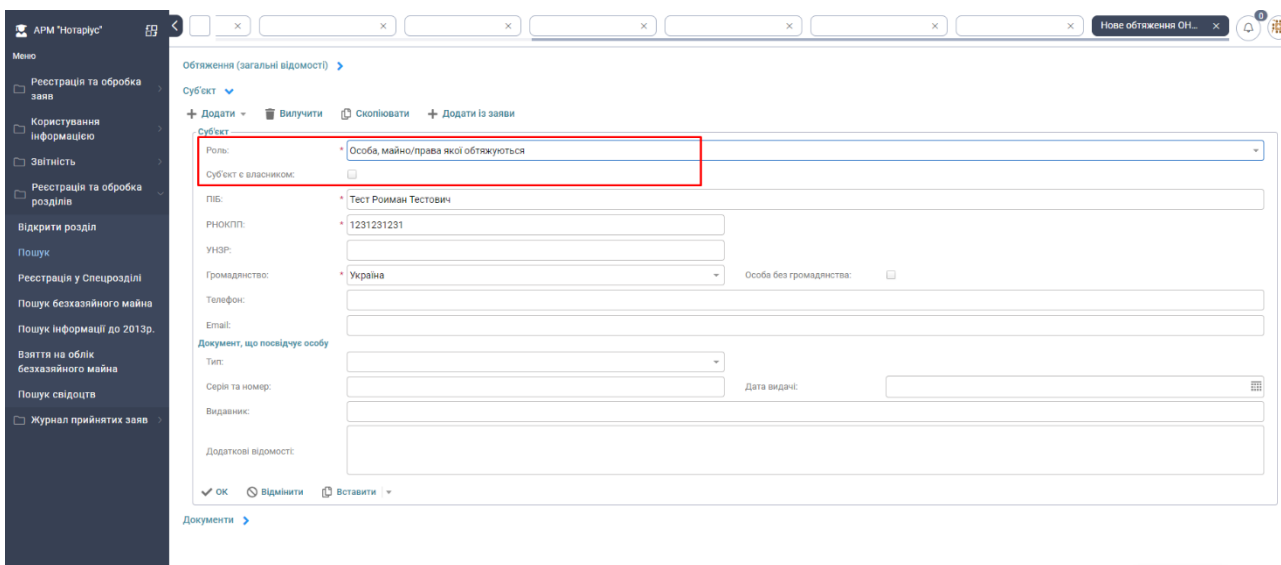 АРМ "Нотаріус"
Нове обтяження ОН...
0
Меню
Реєстрація та обробка
заяв
Користування
інформацією
Звітність
Реєстрація та обробка
розділів
Відкрити розділ
Пошук
Реєстрація у Спецрозділі
Пошук безхазяйного майна
Пошук інформації до 2013р.
Взяття на облік
безхазяйного майна
Пошук свідоцтв
Журнал прийнятих заяв
Обтяження (загальні відомості)
Суб'єкт
Додати
Вилучити
Скопіювати
Додати із заяви
Суб'єкт
Роль: * Особа, майно/права якої обтяжуються
Суб'єкт є власником:
ПІБ: * Тест Роиман Тестович
РНОКПП: * 1231231231
УНЗР:
Громадянство: * Україна
Особа без громадянства:
Телефон:
Email:
Документ, що посвідчує особу
Тип:
Серія та номер:
Дата видачі:
Видавник:
Додаткові відомості:
ОК
Відмінити
Вставити
Документи